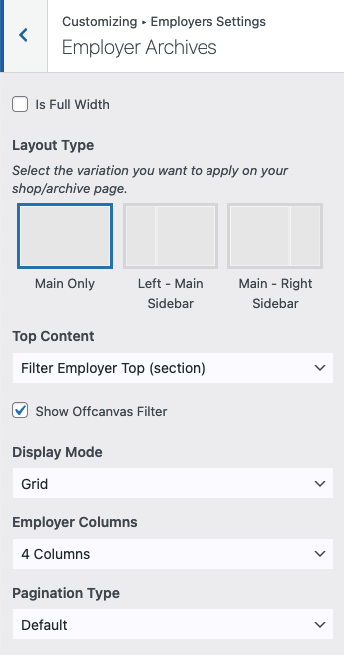 Customizing ▸ Employers Settings
Employer Archives
Is Full Width
Layout Type
Select the variation you want to apply on your
shop/archive page.
Main Only
Left - Main
Sidebar
Main - Right
Sidebar
Top Content
Filter Employer Top (section)
Show Offcanvas Filter
Display Mode
Grid
Employer Columns
4 Columns
Pagination Type
Default